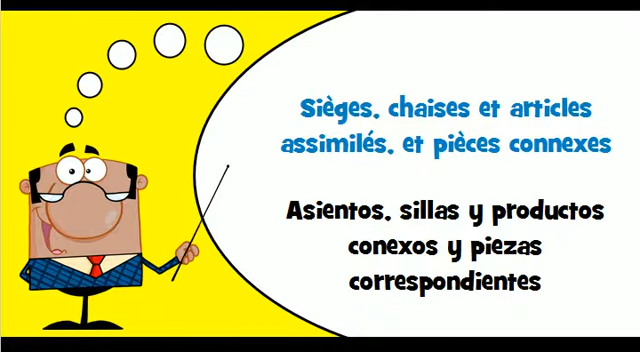 Sièges, chaises et articles
assimilés, et pièces connexes
Asientos, sillas y productos
conexos y piezas
correspondientes